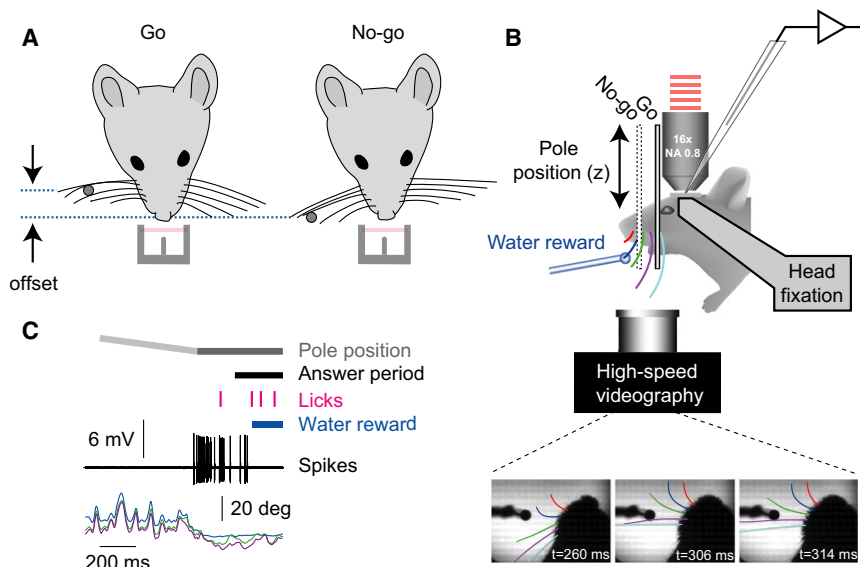 A
Go
No-go
offset
B
No-go
Go
16x
NA 0.8
Pole
position (z)
Water reward
Head
fixation
High-speed
videography
t=260 ms
t=306 ms
t=314 ms
C
Pole position
Answer period
Licks
Water reward
6 mV
Spikes
20 deg
200 ms